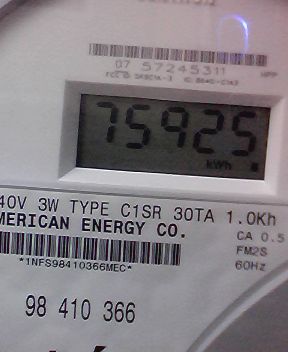 07 57245311
75925
kWh
40V 3W TYPE C1SR 30TA 1.0Kh
MERICAN ENERGY CO.
CA 0.5
FM2S
*1NFS98410366MEC*
60Hz
98 410 366